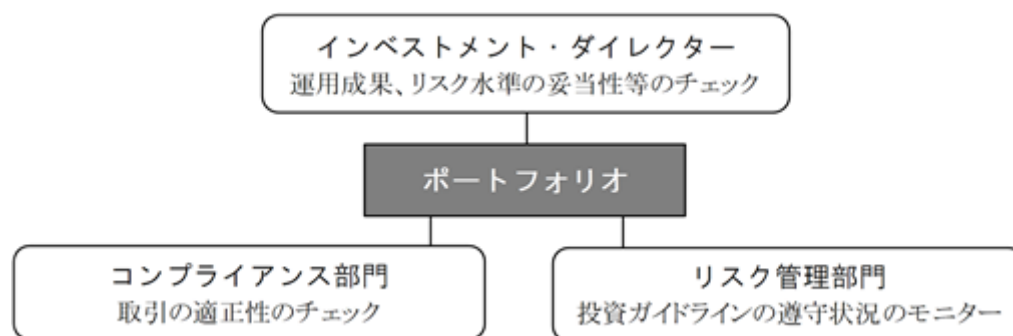 インベストメント・ダイレクター
運用成果、リスク水準の妥当性等のチェック
ポートフォリオ
コンプライアンス部門
取引の適正性のチェック
リスク管理部門
投資ガイドラインの遵守状況のモニター